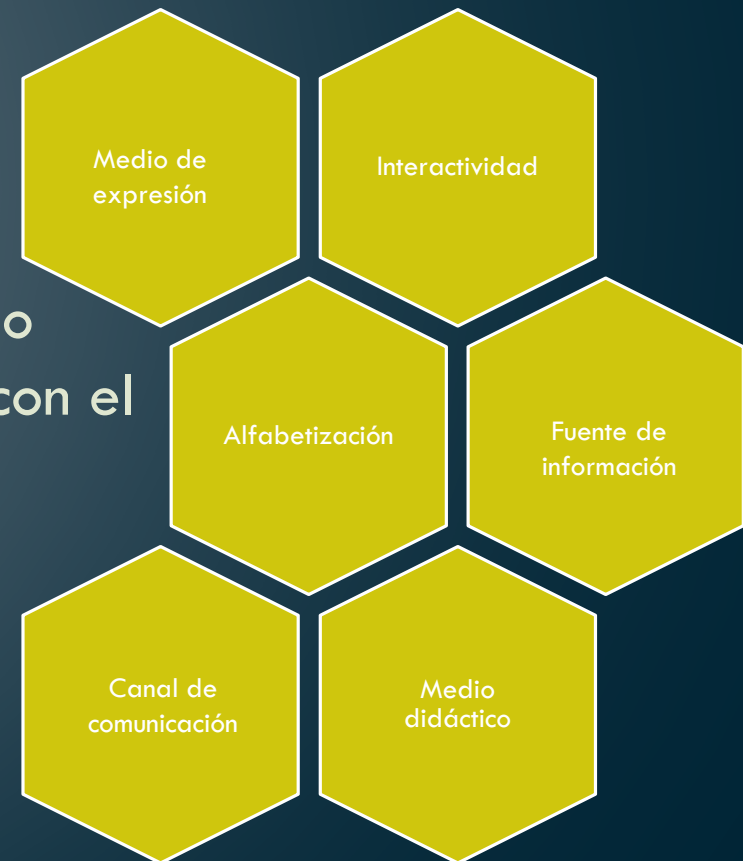 Medio de
expresión
Interactividad
o
con el
Alfabetización
Fuente de
información
Canal de
comunicación
Medio
didáctico